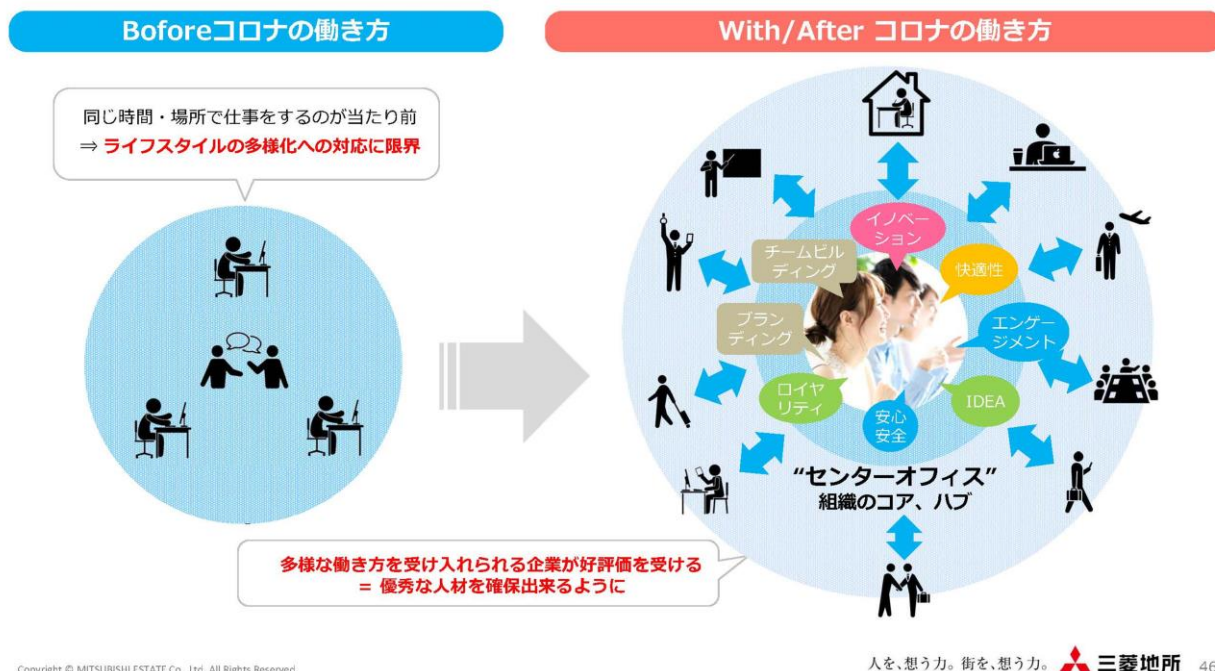 Boforeコロナの働き方
With/After コロナの働き方
同じ時間・場所で仕事をするのが当たり前
⇒ ライフスタイルの多様化への対応に限界
イノベー
ション
チームビル
ディング
快適性
ブラン
ディング
エンゲー
ジメント
ロイヤ
リティ
IDEA
安心
安全
“センターオフィス”
組織のコア、ハブ
多様な働き方を受け入れられる企業が好評価を受ける
= 優秀な人材を確保出来るように
Copyright © MITSUBISHI ESTATE Co., Ltd. All Rights Reserved
人を、想う力。街を、想う力。
三菱地所
46